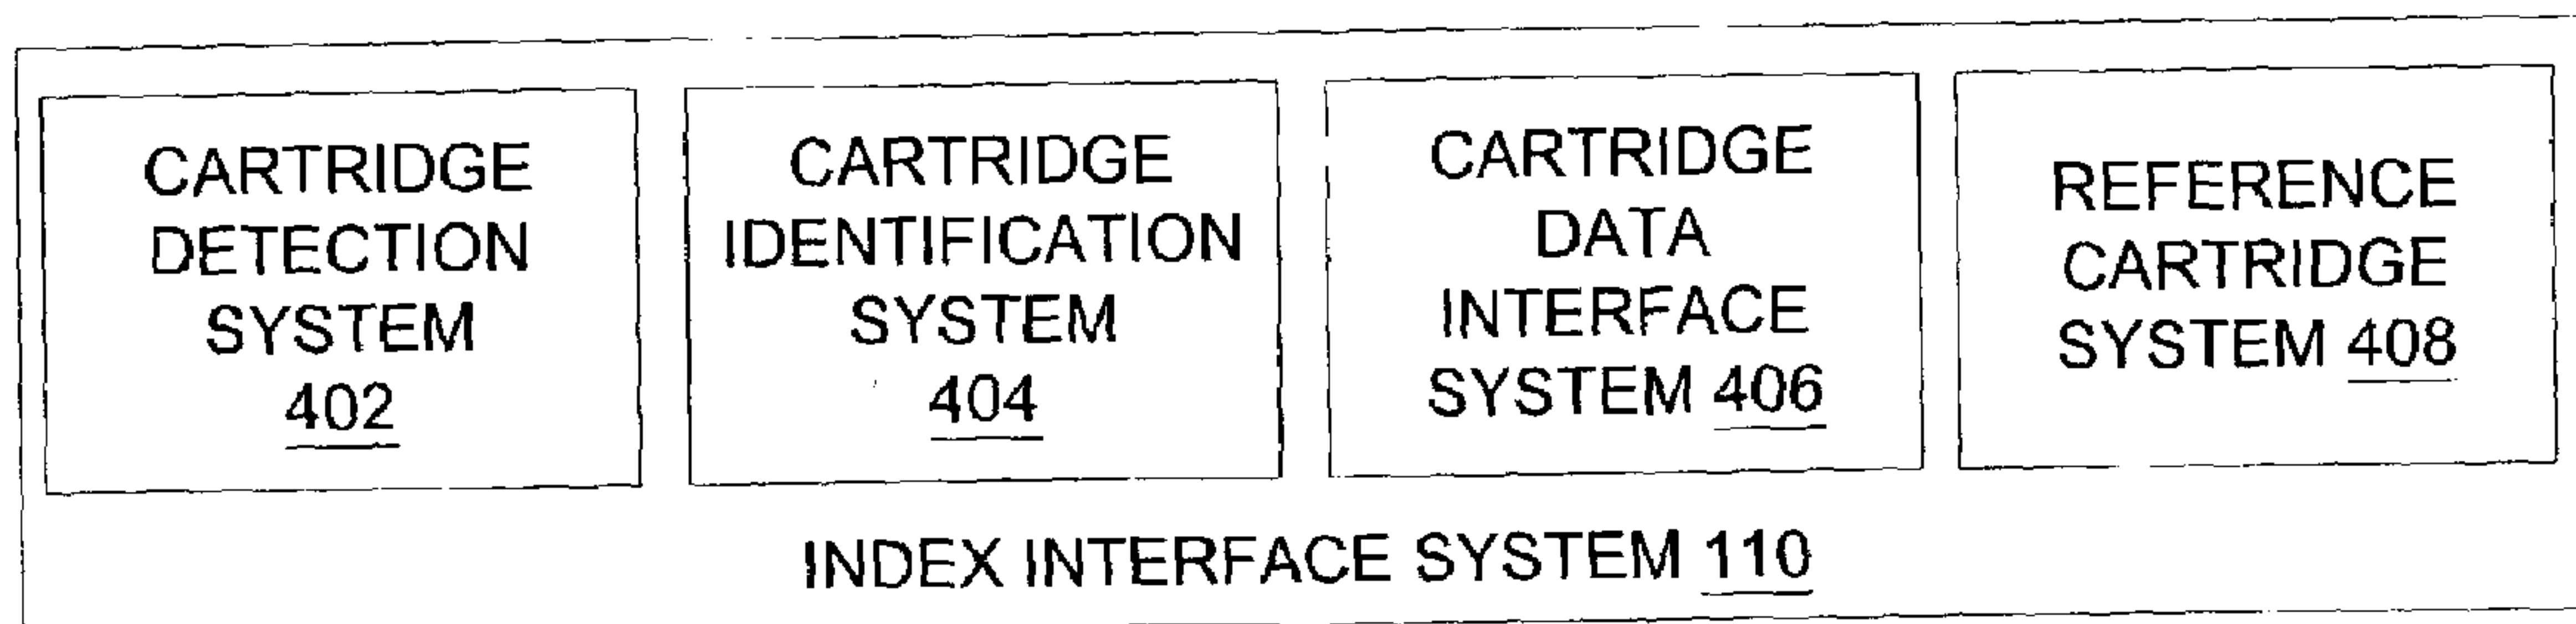 CARTRIDGE
DETECTION
SYSTEM
402
CARTRIDGE
IDENTIFICATION
SYSTEM
404
CARTRIDGE
DATA
INTERFACE
SYSTEM 406
REFERENCE
CARTRIDGE
SYSTEM 408
INDEX INTERFACE SYSTEM 110